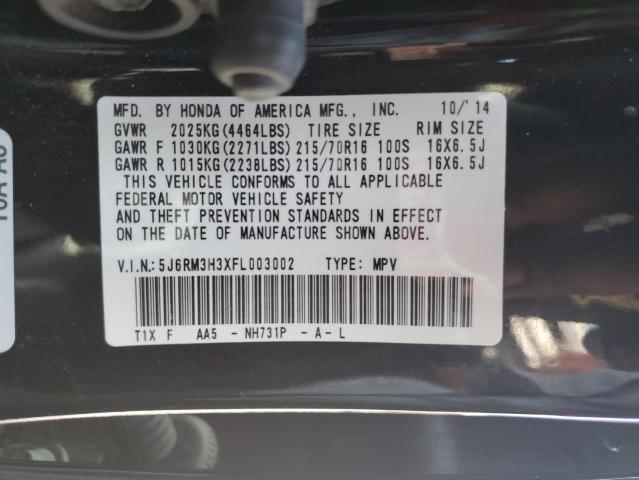 MFD. BY HONDA OF AMERICA MFG., INC. 10/'14
GVWR 2025KG(4464LBS) TIRE SIZE RIM SIZE
GAWR F 1030KG(2271LBS) 215/70R16 100S 16X6.5J
GAWR R 1015KG(2238LBS) 215/70R16 100S 16X6.5J
THIS VEHICLE CONFORMS TO ALL APPLICABLE
FEDERAL MOTOR VEHICLE SAFETY
AND THEFT PREVENTION STANDARDS IN EFFECT
ON THE DATE OF MANUFACTURE SHOWN ABOVE.
V.I.N.:5J6RM3H3XFL003002 TYPE: MPV
T1X F AA5 - NH731P - A - L